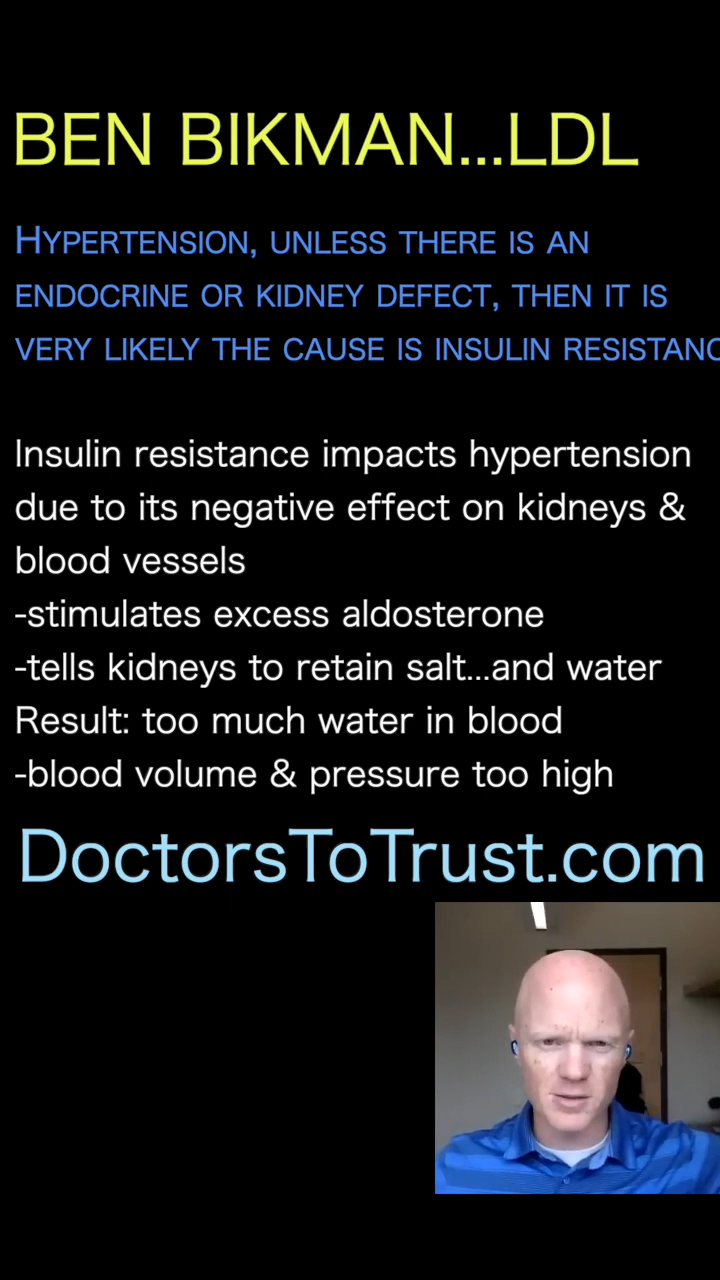 BEN BIKMAN...LDL
HYPERTENSION, UNLESS THERE IS AN
ENDOCRINE OR KIDNEY DEFECT, THEN IT IS
VERY LIKELY THE CAUSE IS INSULIN RESISTANC
Insulin resistance impacts hypertension
due to its negative effect on kidneys &
blood vessels
-stimulates excess aldosterone
-tells kidneys to retain salt...and water
Result: too much water in blood
-blood volume & pressure too high
DoctorsToTrust.com